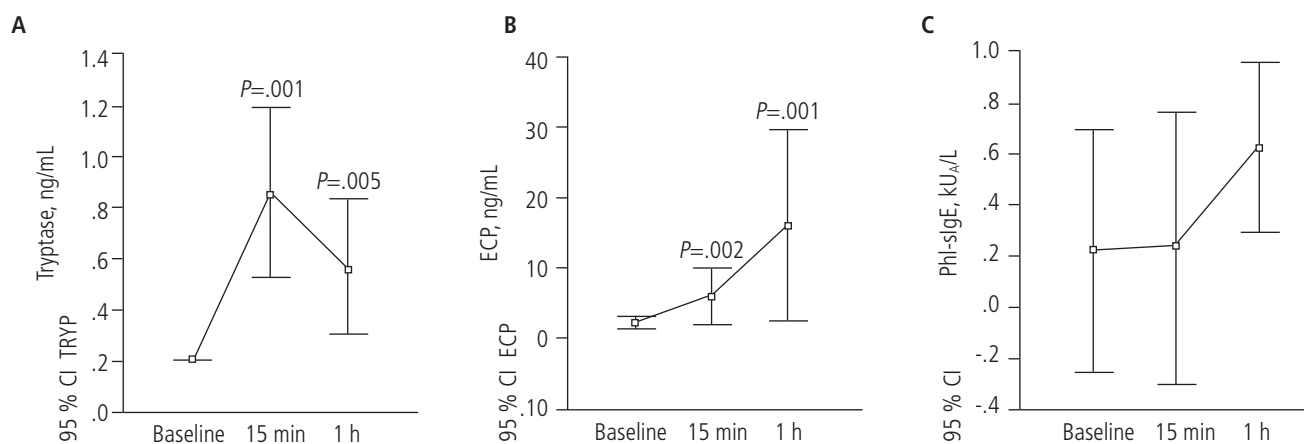 A
95 % CI TRYP Tryptase, ng/mL
1.4
1.2
1.0
.8
.6
.4
.2
.0
P=.001
P=.005
Baseline 15 min 1 h
B
95 % CI ECP ECP, ng/mL
40
30
20
10
0
.10
P=.002
P=.001
Baseline 15 min 1 h
C
95 % CI Phl-sIgE, kUA/L
1.0
.8
.6
.4
.2
.0
-.2
-.4
Baseline 15 min 1 h